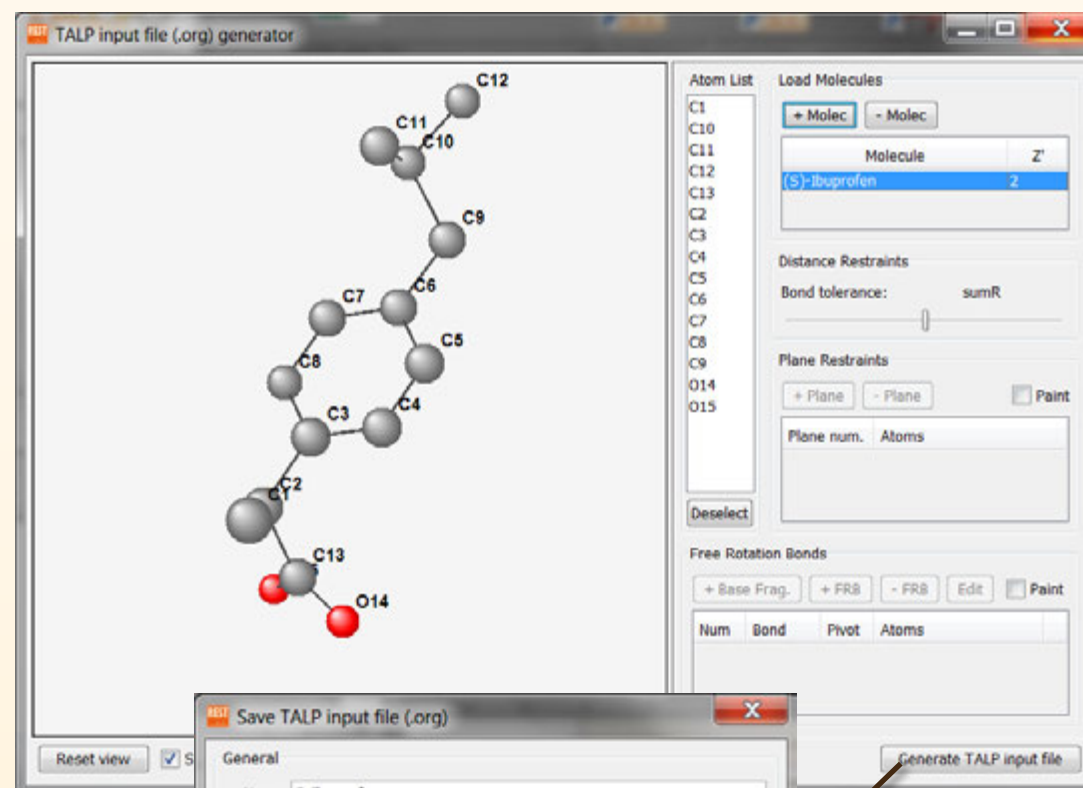 TALP input file (.org) generator
C12
C11
C10
C9
C6
C7
C5
C8
C4
C3
C2
C1
C13
O14
Reset view
Atom List
C1
C10
C11
C12
C13
C2
C3
C4
C5
C6
C7
C8
C9
O14
O15
Deselect
Load Molecules
+ Molec - Molec
Molecule Z'
(S)-Ibuprofen 2
Distance Restraints
Bond tolerance: sumR
Plane Restraints
+ Plane - Plane Paint
Plane num. Atoms
Free Rotation Bonds
+ Base Frag. + FRB - FRB Edit Paint
Num Bond Pivot Atoms
Generate TALP input file
Save TALP input file (.org)
General